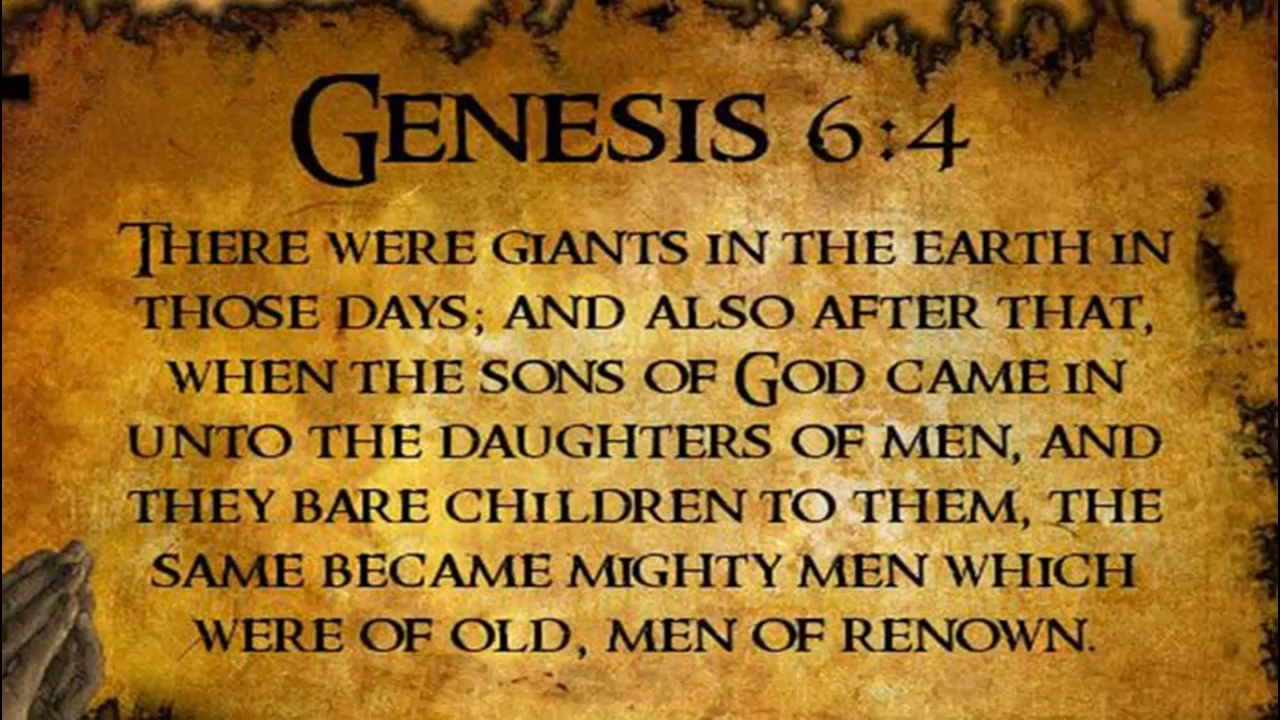 GENESIS 6:4
THERE WERE GIANTS IN THE EARTH IN
THOSE DAYS; AND ALSO AFTER THAT,
WHEN THE SONS OF GOD CAME IN
UNTO THE DAUGHTERS OF MEN, AND
THEY BARE CHILDREN TO THEM, THE
SAME BECAME MIGHTY MEN WHICH
WERE OF OLD, MEN OF RENOWN.